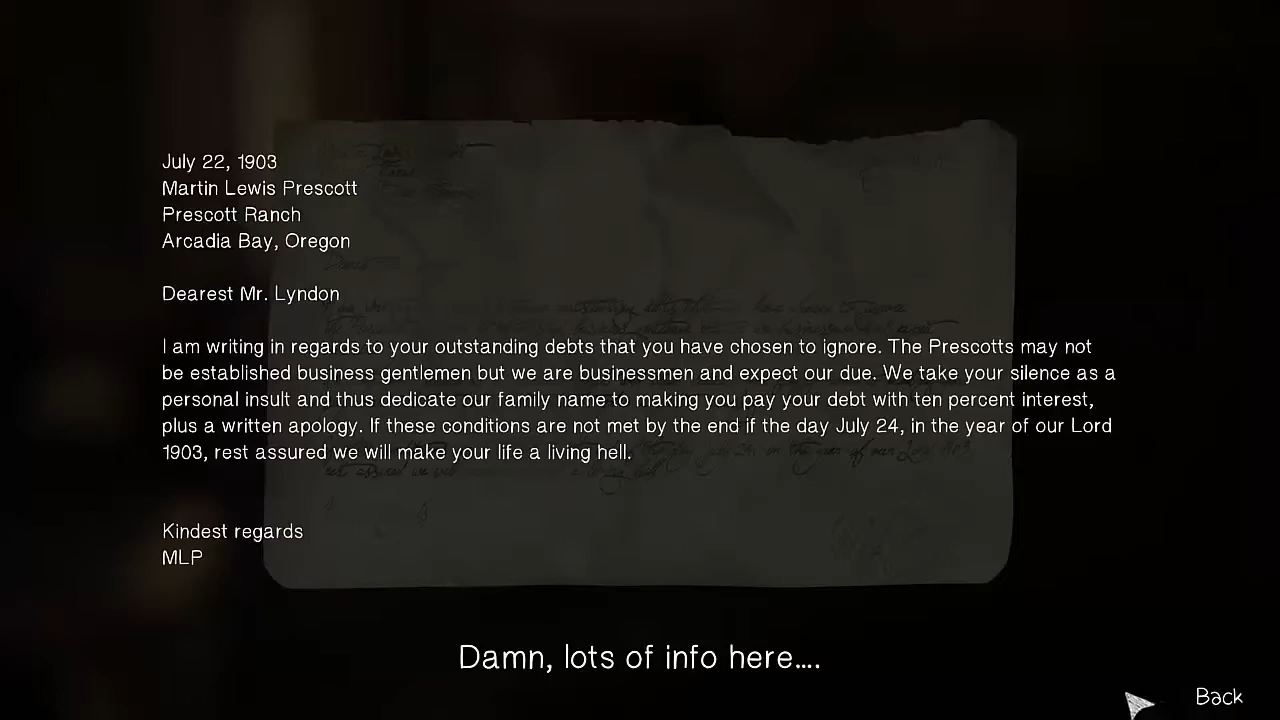 July 22, 1903
Martin Lewis Prescott
Prescott Ranch
Arcadia Bay, Oregon
Dearest Mr. Lyndon
I am writing in regards to your outstanding debts that you have chosen to ignore. The Prescotts may not
be established business gentlemen but we are businessmen and expect our due. We take your silence as a
personal insult and thus dedicate our family name to making you pay your debt with ten percent interest,
plus a written apology. If these conditions are not met by the end if the day July 24, in the year of our Lord
1903, rest assured we will make your life a living hell.
Kindest regards
MLP
Damn, lots of info here....
Back